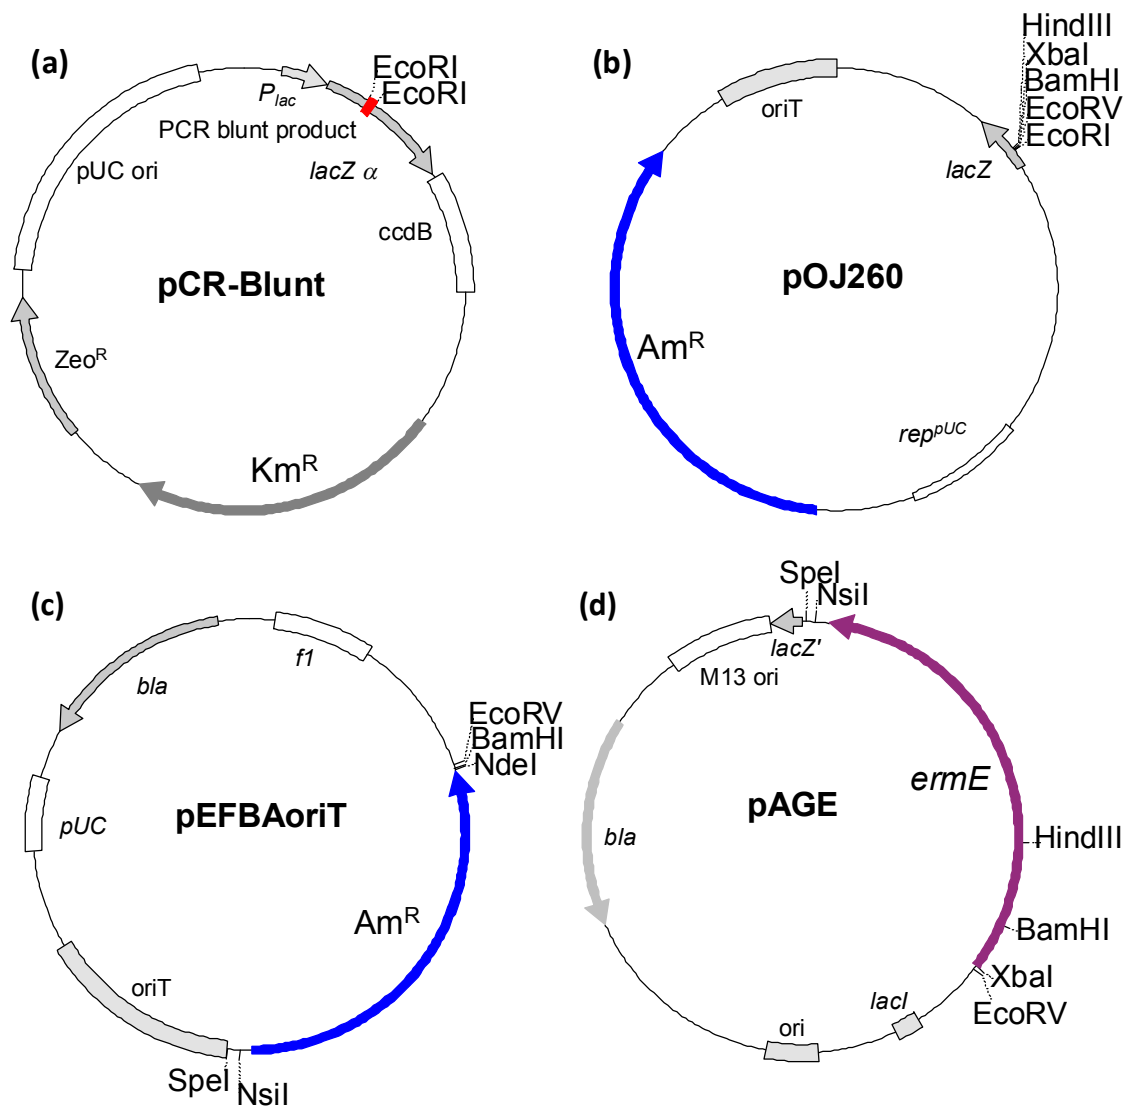 (a)
EcoRI
EcoRI
Plac
PCR blunt product
lacZ α
pUC ori
ccdB
pCR-Blunt
ZeoR
KmR
(b)
HindIII
XbaI
BamHI
EcoRV
EcoRI
oriT
lacZ
pOJ260
AmR
reppUC
(c)
f1
bla
EcoRV
BamHI
NdeI
pEFBAoriT
pUC
AmR
oriT
SpeI
NsiI
(d)
SpeI
NsiI
lacZ'
M13 ori
ermE
pAGE
bla
HindIII
BamHI
XbaI
EcoRV
lacI
ori